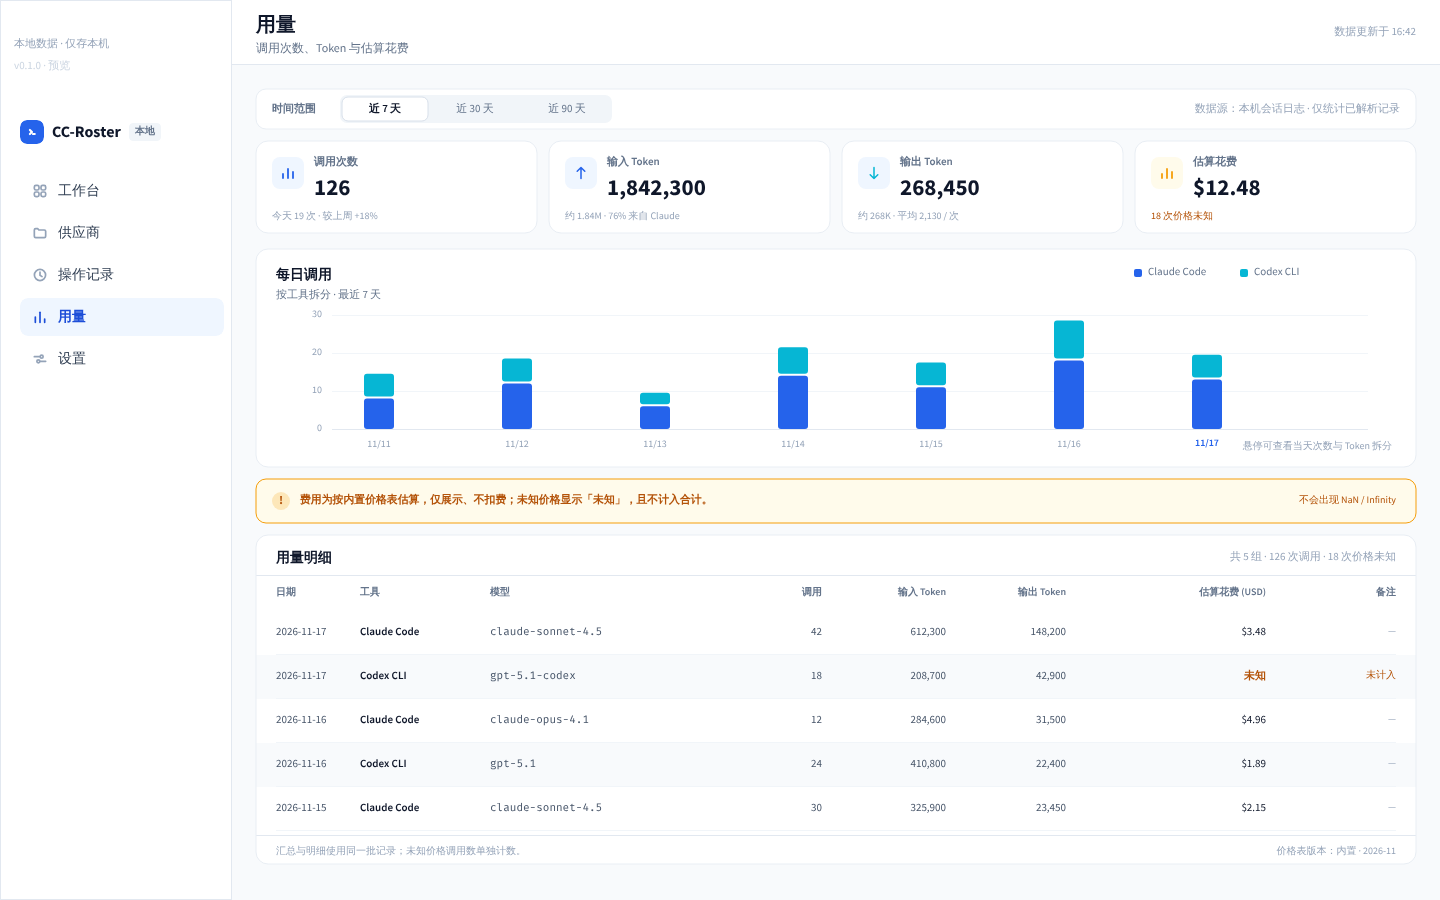 本地数据 · 仅存本机
v0.1.0 · 预览
CC-Roster 本地
工作台
供应商
操作记录
用量
设置
用量
调用次数、Token 与估算花费
数据更新于 16:42
时间范围 近 7 天 近 30 天 近 90 天 数据源：本机会话日志 · 仅统计已解析记录
调用次数
126
今天 19 次 · 较上周 +18%
输入 Token
1,842,300
约 1.84M · 76% 来自 Claude
输出 Token
268,450
约 268K · 平均 2,130 / 次
估算花费
$12.48
18 次价格未知
每日调用
按工具拆分 · 最近 7 天
Claude Code Codex CLI
30
20
10
0
11/11 11/12 11/13 11/14 11/15 11/16 11/17 悬停可查看当天次数与 Token 拆分
! 费用为按内置价格表估算，仅展示、不扣费；未知价格显示「未知」，且不计入合计。 不会出现 NaN / Infinity
用量明细 共 5 组 · 126 次调用 · 18 次价格未知
日期 工具 模型 调用 输入 Token 输出 Token 估算花费 (USD) 备注
2026-11-17 Claude Code claude-sonnet-4.5 42 612,300 148,200 $3.48 —
2026-11-17 Codex CLI gpt-5.1-codex 18 208,700 42,900 未知 未计入
2026-11-16 Claude Code claude-opus-4.1 12 284,600 31,500 $4.96 —
2026-11-16 Codex CLI gpt-5.1 24 410,800 22,400 $1.89 —
2026-11-15 Claude Code claude-sonnet-4.5 30 325,900 23,450 $2.15 —
汇总与明细使用同一批记录；未知价格调用数单独计数。 价格表版本：内置 · 2026-11